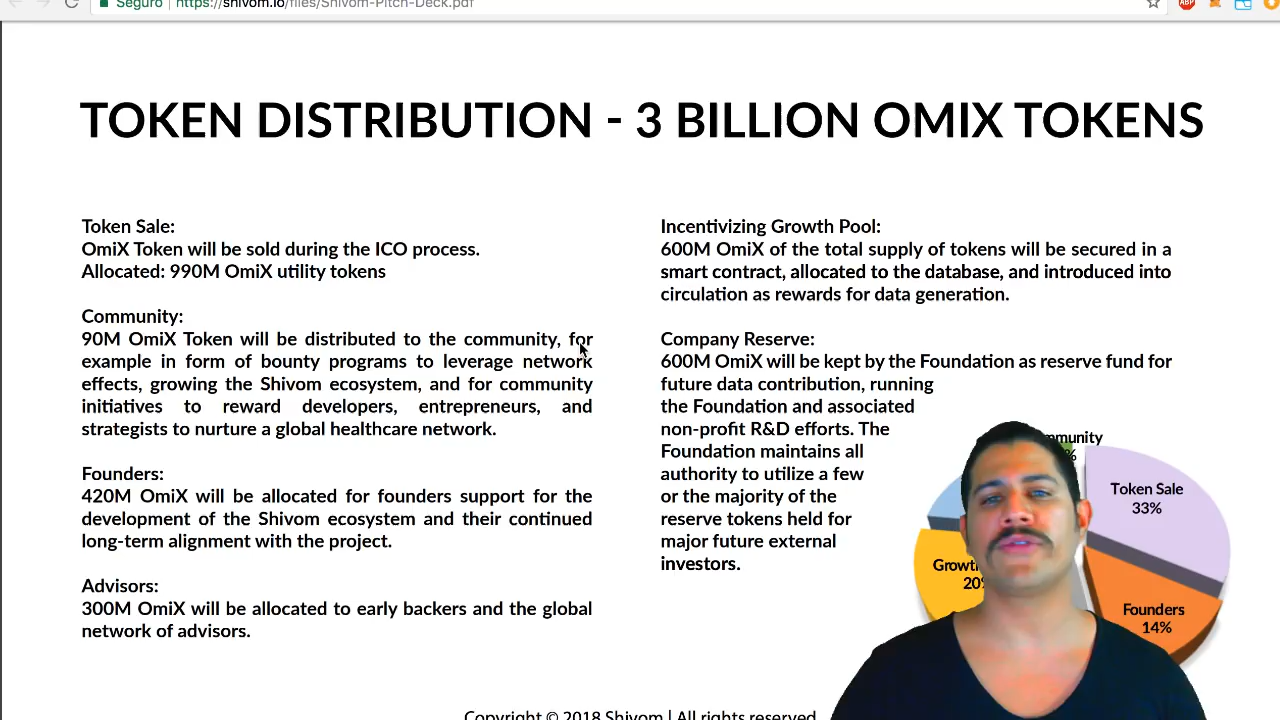 Seguro
https://shivom.io/files/Shivom-Pitch-Deck.pdf
ABP
TOKEN DISTRIBUTION - 3 BILLION OMIX TOKENS
Token Sale:
OmiX Token will be sold during the ICO process.
Allocated: 990M OmiX utility tokens
Community:
90M OmiX Token will be distributed to the community, for
example in form of bounty programs to leverage network
effects, growing the Shivom ecosystem, and for community
initiatives to reward developers, entrepreneurs, and
strategists to nurture a global healthcare network.
Founders:
420M OmiX will be allocated for founders support for the
development of the Shivom ecosystem and their continued
long-term alignment with the project.
Advisors:
300M OmiX will be allocated to early backers and the global
network of advisors.
Incentivizing Growth Pool:
600M OmiX of the total supply of tokens will be secured in a
smart contract, allocated to the database, and introduced into
circulation as rewards for data generation.
Company Reserve:
600M OmiX will be kept by the Foundation as reserve fund for
future data contribution, running
the Foundation and associated
non-profit R&D efforts. The
Foundation maintains all
authority to utilize a few
or the majority of the
reserve tokens held for
major future external
investors.
Token Sale
33%
20%
Founders
14%
Copyright © 2018 Shivom | All rights reserved